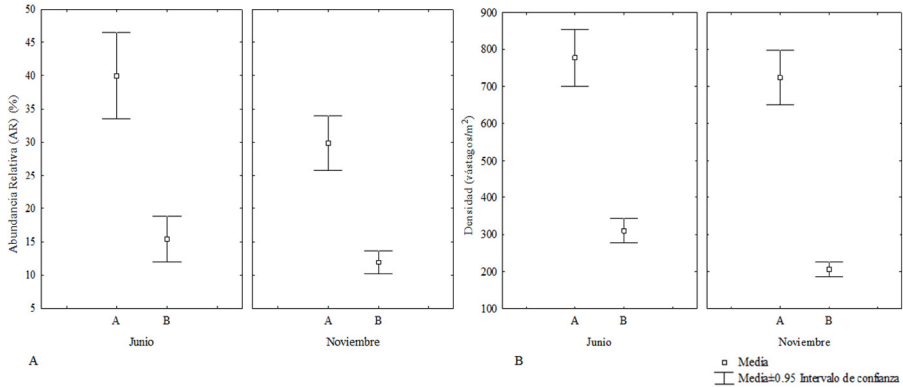 Abundancia Relativa (AR) (%)
50
45
40
35
30
25
20
15
10
5
A B
Junio
A B
Noviembre
A
Densidad (vástagos/m²)
900
800
700
600
500
400
300
200
100
A B
Junio
A B
Noviembre
B
Media
Media±0.95 Intervalo de confianza